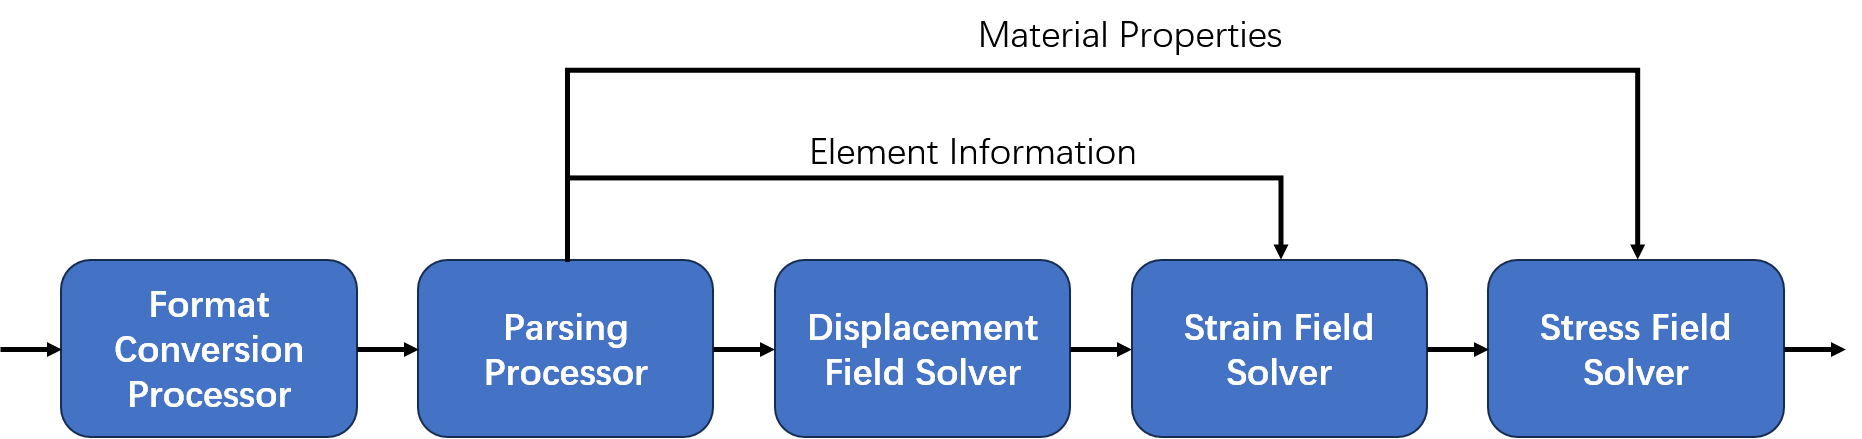 Material Properties
Element Information
Format
Conversion
Processor
Parsing
Processor
Displacement
Field Solver
Strain Field
Solver
Stress Field
Solver